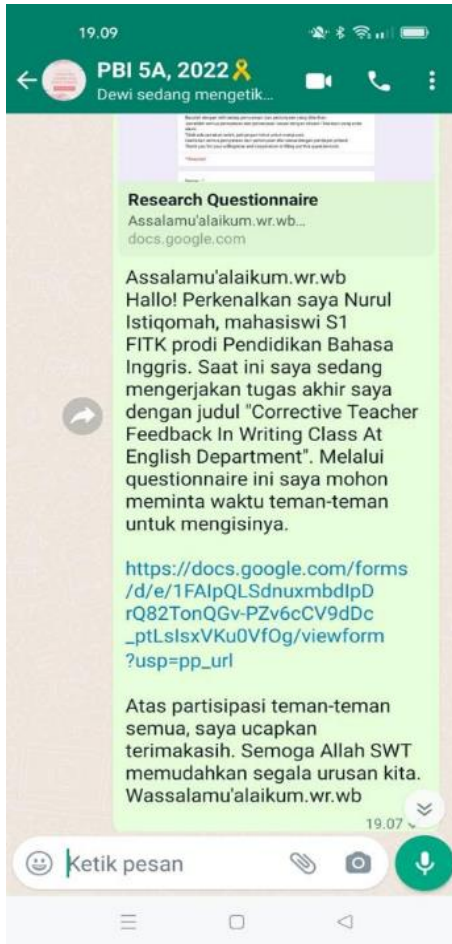 19.09
PBI 5A, 2022🎗
Dewi sedang mengetik...
*Required
Research Questionnaire
Assalamu'alaikum.wr.wb...
docs.google.com
Assalamu'alaikum.wr.wb
Hallo! Perkenalkan saya Nurul
Istiqomah, mahasiswi S1
FITK prodi Pendidikan Bahasa
Inggris. Saat ini saya sedang
mengerjakan tugas akhir saya
dengan judul "Corrective Teacher
Feedback In Writing Class At
English Department". Melalui
questionnaire ini saya mohon
meminta waktu teman-teman
untuk mengisinya.
https://docs.google.com/forms
/d/e/1FAIpQLSdnuxmbdIpD
rQ82TonQGv-PZv6cCV9dDc
_ptLsIsxVKu0VfOg/viewform
?usp=pp_url
Atas partisipasi teman-teman
semua, saya ucapkan
terimakasih. Semoga Allah SWT
memudahkan segala urusan kita.
Wassalamu'alaikum.wr.wb
19.07
Ketik pesan